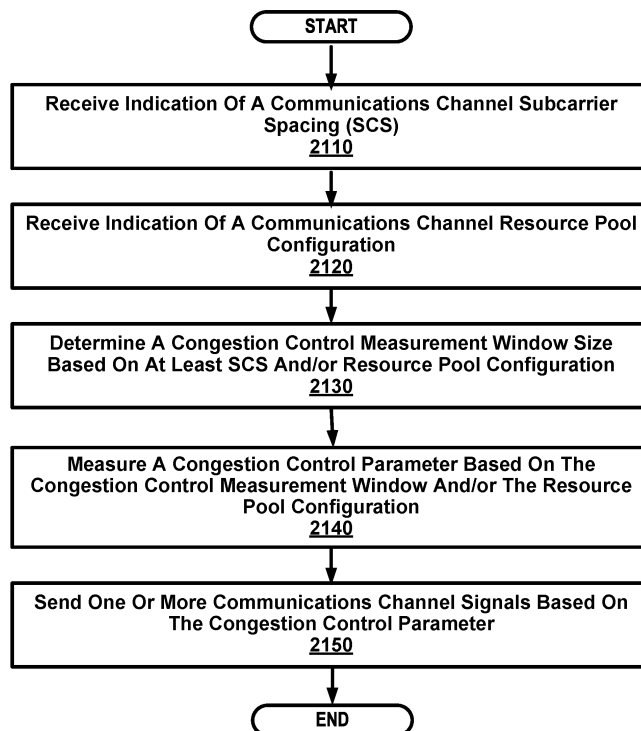 START
Receive Indication Of A Communications Channel Subcarrier
Spacing (SCS)
2110
Receive Indication Of A Communications Channel Resource Pool
Configuration
2120
Determine A Congestion Control Measurement Window Size
Based On At Least SCS And/or Resource Pool Configuration
2130
Measure A Congestion Control Parameter Based On The
Congestion Control Measurement Window And/or The Resource
Pool Configuration
2140
Send One Or More Communications Channel Signals Based On
The Congestion Control Parameter
2150
END